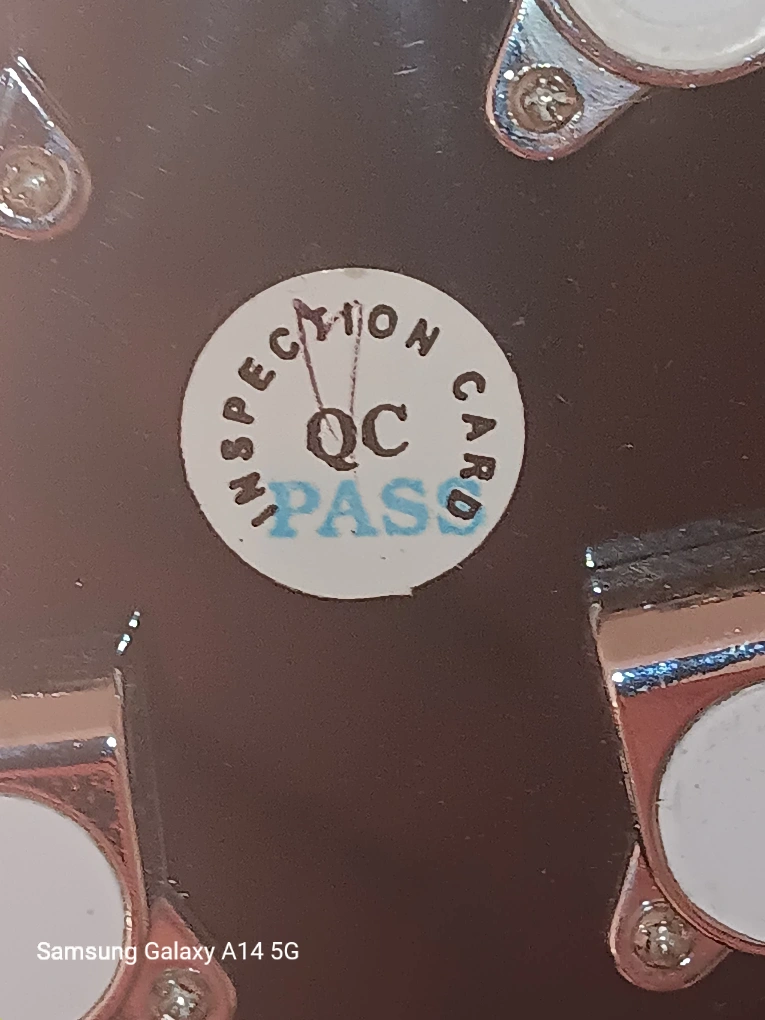 INSPECTION CARD
QC
PASS
Samsung Galaxy A14 5G